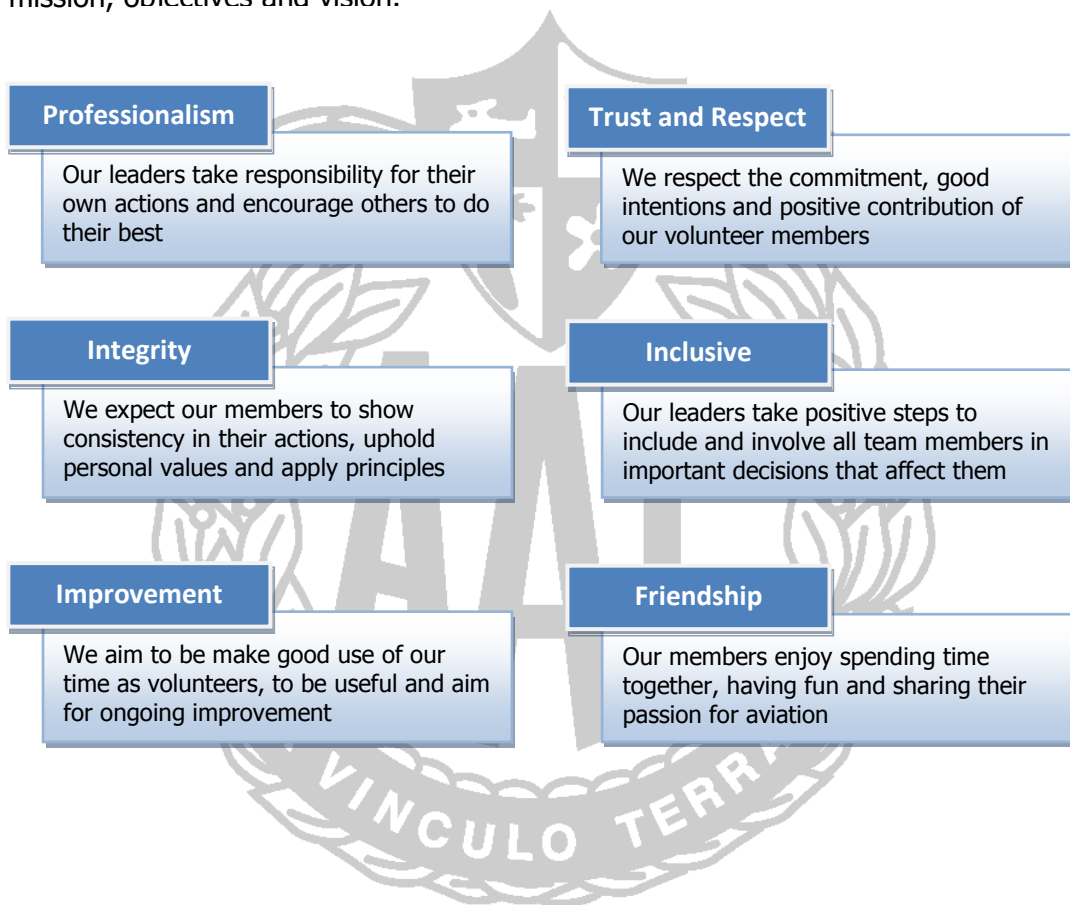 mission, objectives and vision.
Professionalism
Our leaders take responsibility for their
own actions and encourage others to do
their best
Trust and Respect
We respect the commitment, good
intentions and positive contribution of
our volunteer members
Integrity
We expect our members to show
consistency in their actions, uphold
personal values and apply principles
Inclusive
Our leaders take positive steps to
include and involve all team members in
important decisions that affect them
Improvement
We aim to be make good use of our
time as volunteers, to be useful and aim
for ongoing improvement
Friendship
Our members enjoy spending time
together, having fun and sharing their
passion for aviation
VINCULO TERRA